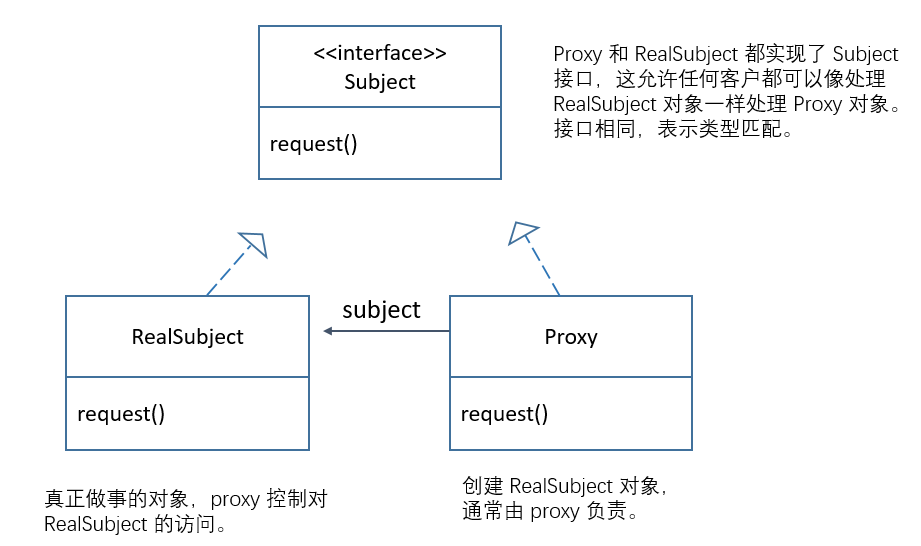 <<interface>>
Subject
request()
Proxy 和 RealSubject 都实现了 Subject
接口，这允许任何客户都可以像处理
RealSubject 对象一样处理 Proxy 对象。
接口相同，表示类型匹配。
RealSubject
request()
subject
Proxy
request()
真正做事的对象，proxy 控制对
RealSubject 的访问。
创建 RealSubject 对象，
通常由 proxy 负责。